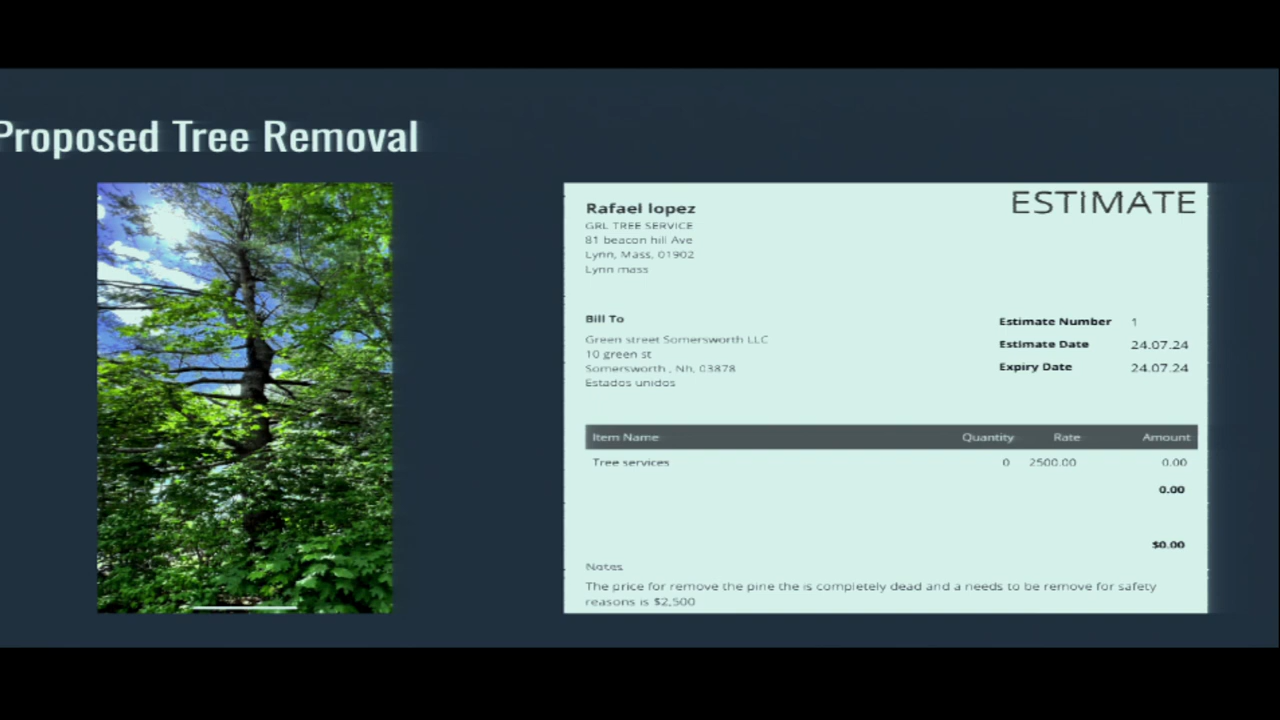 Proposed Tree Removal
ESTIMATE
Rafael lopez
GRL TREE SERVICE
81 beacon hill Ave
Lynn, Mass, 01902
Lynn mass
Bill To
Green street Somersworth LLC
10 green st
Somersworth , Nh, 03878
Estados unidos
Estimate Number 1
Estimate Date 24.07.24
Expiry Date 24.07.24
Item Name Quantity Rate Amount
Tree services 0 2500.00 0.00
0.00
$0.00
Notes
The price for remove the pine the is completely dead and a needs to be remove for safety
reasons is $2,500